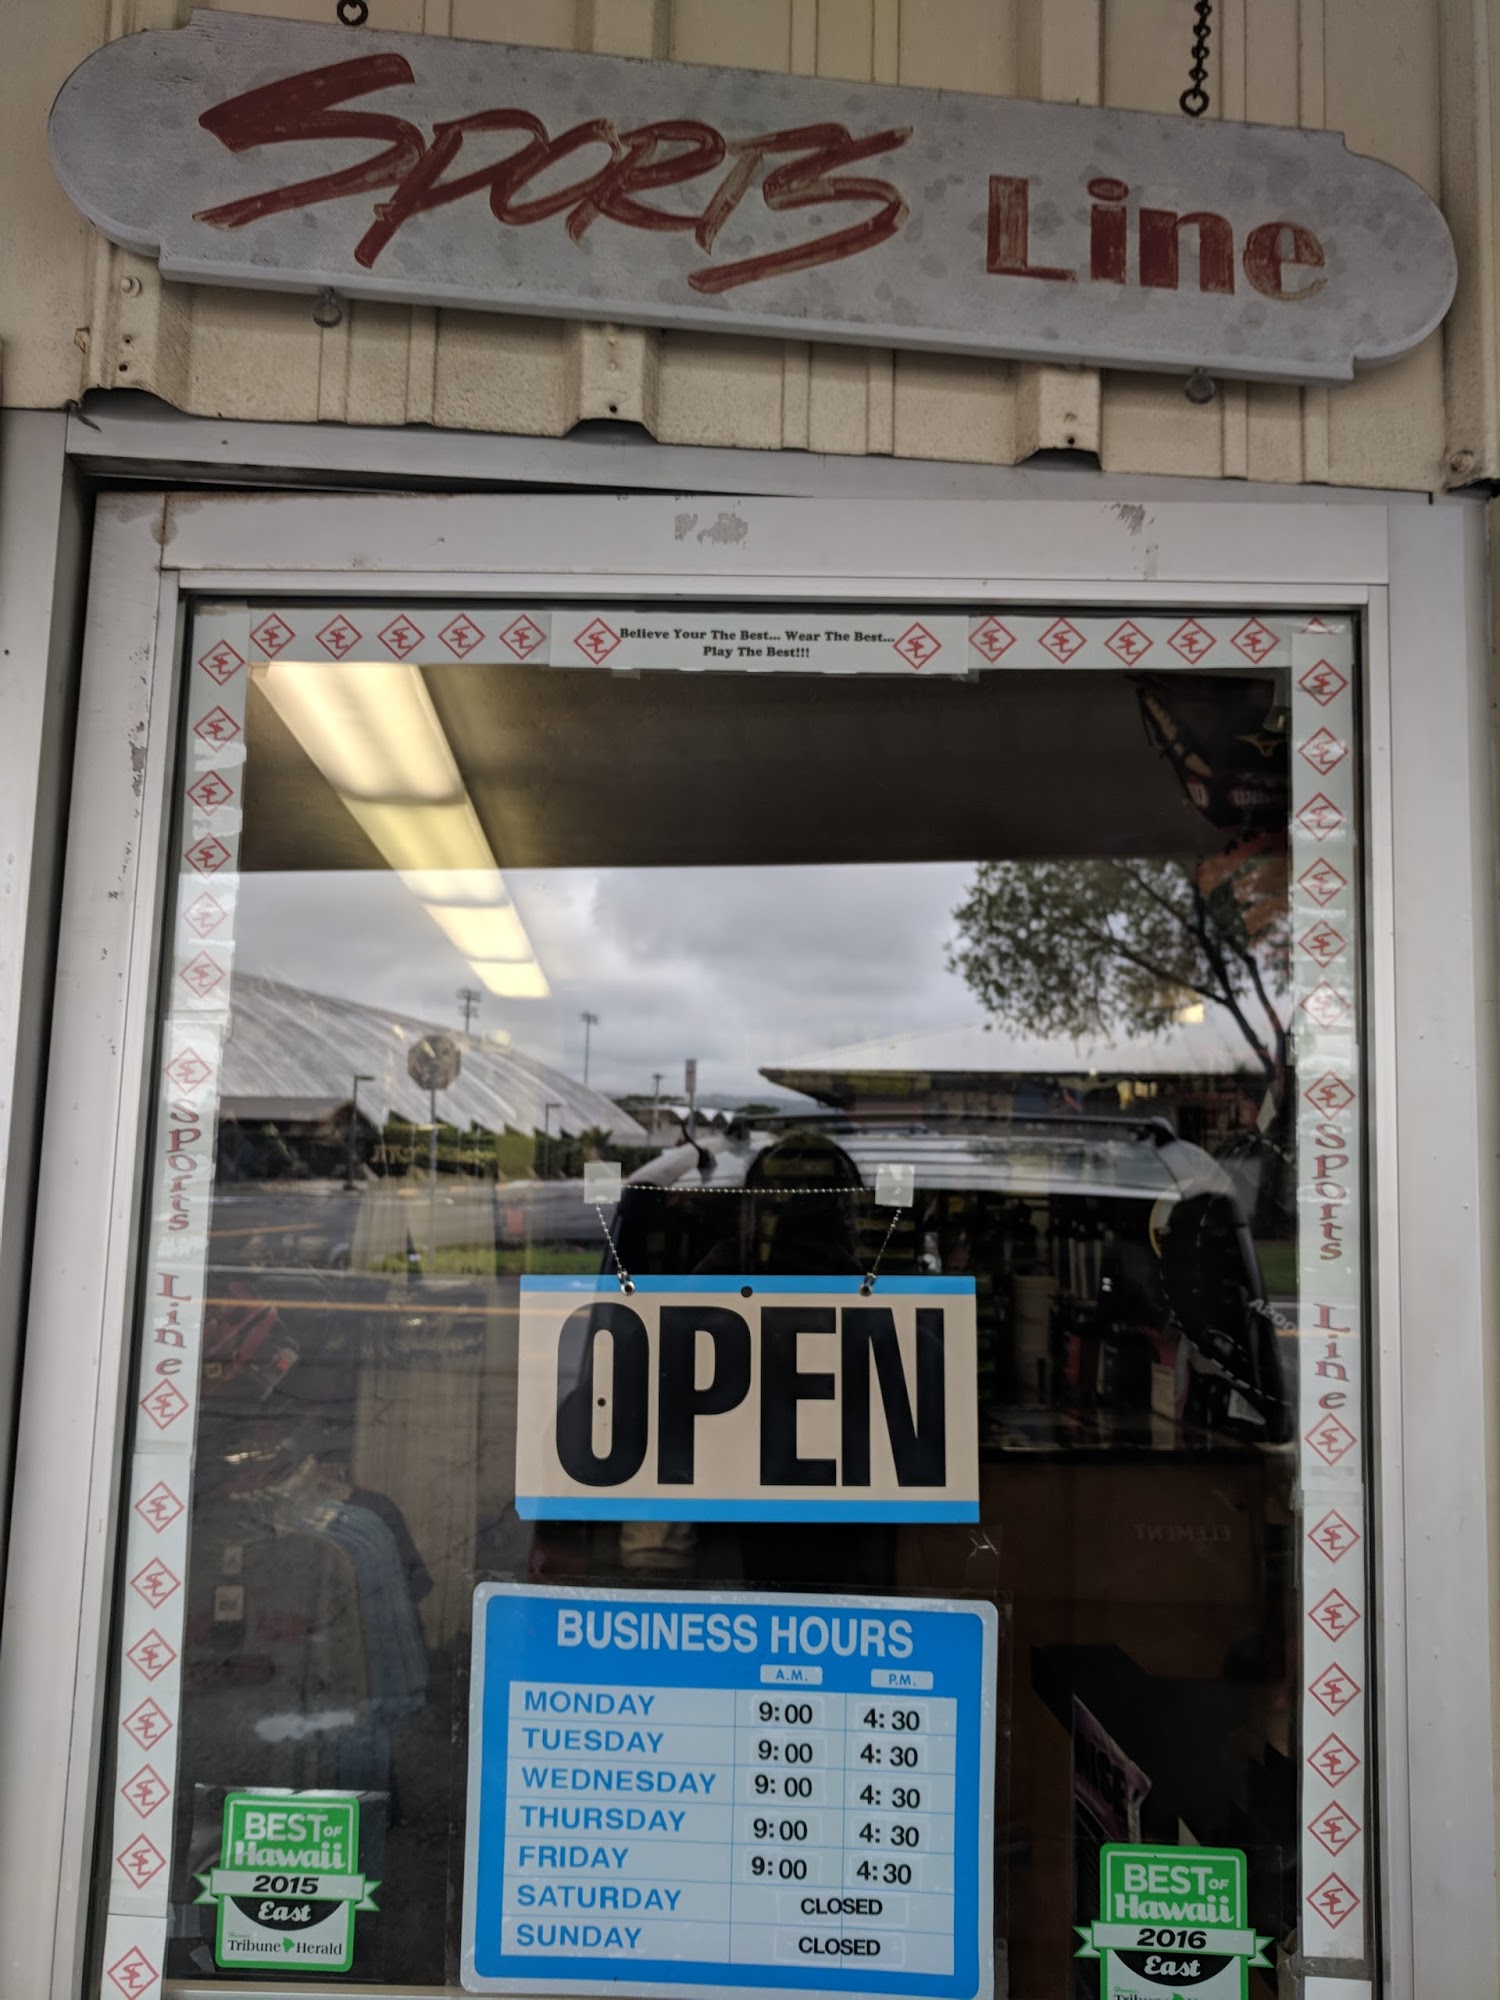 Sports Line
Believe Your The Best... Wear The Best...
Play The Best!!!
Sports Line
Sports Line
OPEN
ELEMENT
BUSINESS HOURS
A.M. P.M.
MONDAY 9:00 4:30
TUESDAY 9:00 4:30
WEDNESDAY 9:00 4:30
THURSDAY 9:00 4:30
FRIDAY 9:00 4:30
SATURDAY CLOSED
SUNDAY CLOSED
BEST OF
Hawaii
2015
East
Tribune Herald
BEST OF
Hawaii
2016
East